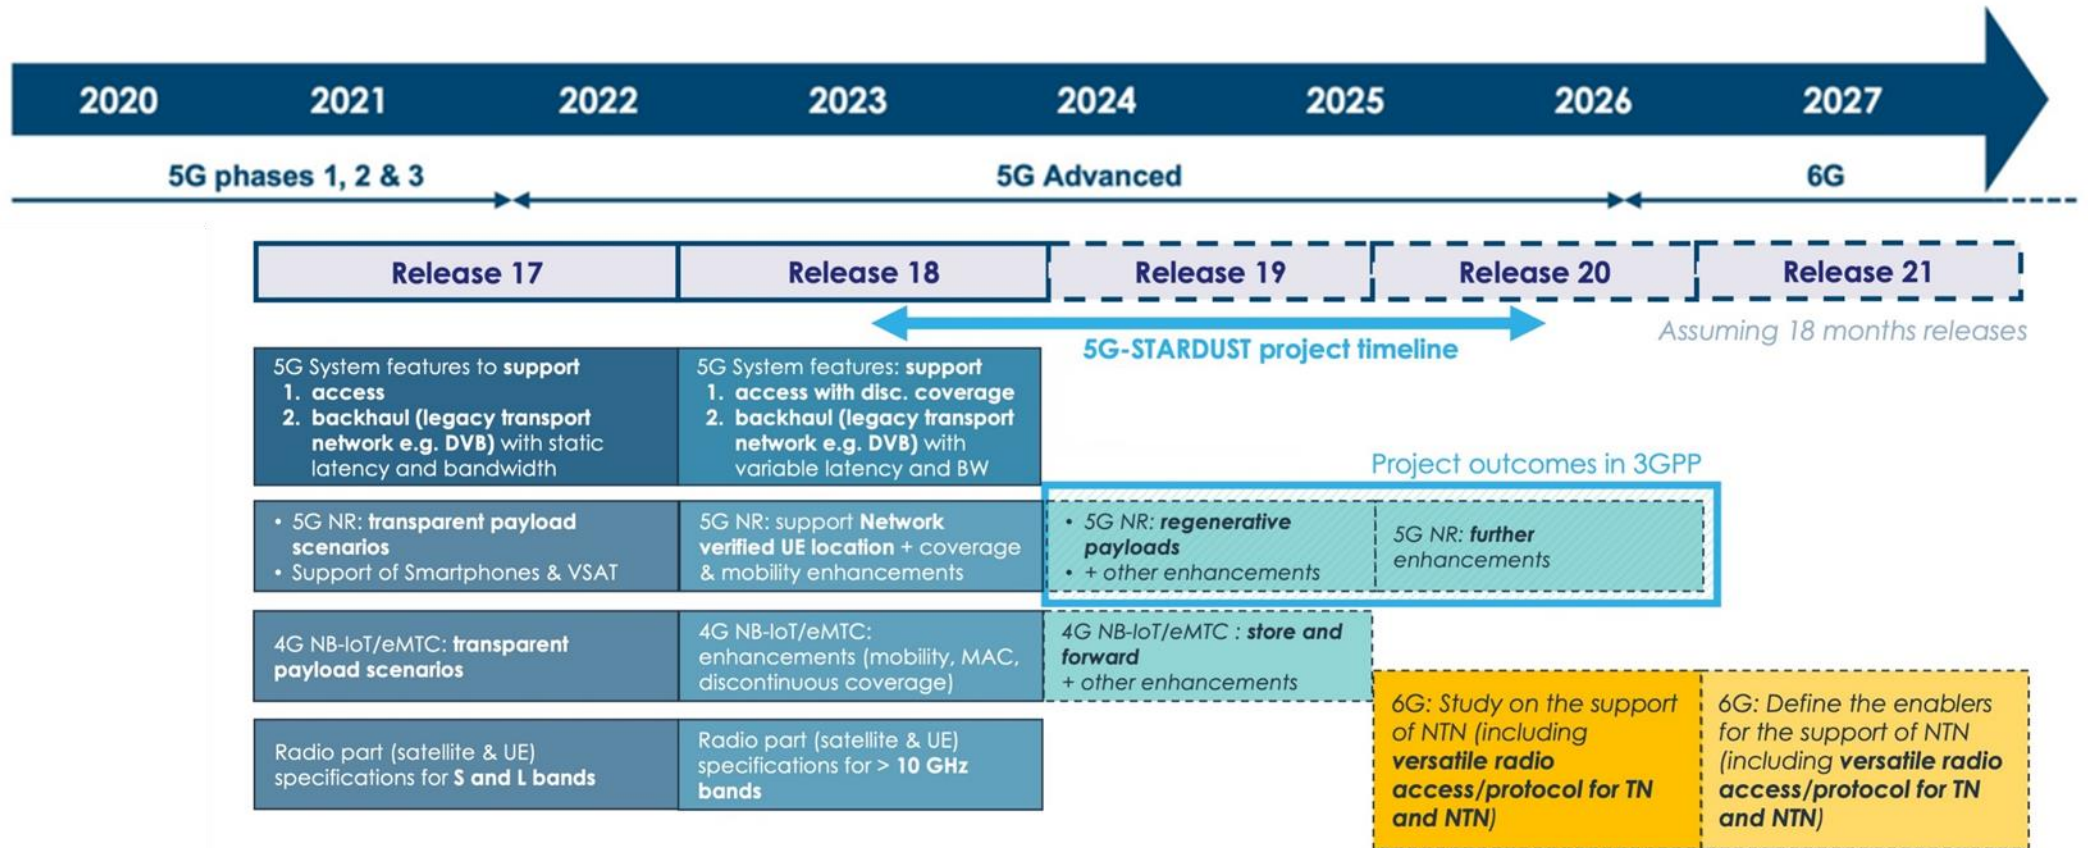 2020 2021 2022 2023 2024 2025 2026 2027
5G phases 1, 2 & 3 5G Advanced 6G
Release 17 Release 18 Release 19 Release 20 Release 21
Assuming 18 months releases
5G-STARDUST project timeline
5G System features to support
1. access
2. backhaul (legacy transport
network e.g. DVB) with static
latency and bandwidth
5G System features: support
1. access with disc. coverage
2. backhaul (legacy transport
network e.g. DVB) with
variable latency and BW
Project outcomes in 3GPP
• 5G NR: transparent payload
scenarios
• Support of Smartphones & VSAT
5G NR: support Network
verified UE location + coverage
& mobility enhancements
• 5G NR: regenerative
payloads
• + other enhancements
5G NR: further
enhancements
4G NB-IoT/eMTC: transparent
payload scenarios
4G NB-IoT/eMTC:
enhancements (mobility, MAC,
discontinuous coverage)
4G NB-IoT/eMTC : store and
forward
+ other enhancements
Radio part (satellite & UE)
specifications for S and L bands
Radio part (satellite & UE)
specifications for > 10 GHz
bands
6G: Study on the support
of NTN (including
versatile radio
access/protocol for TN
and NTN)
6G: Define the enablers
for the support of NTN
(including versatile radio
access/protocol for TN
and NTN)